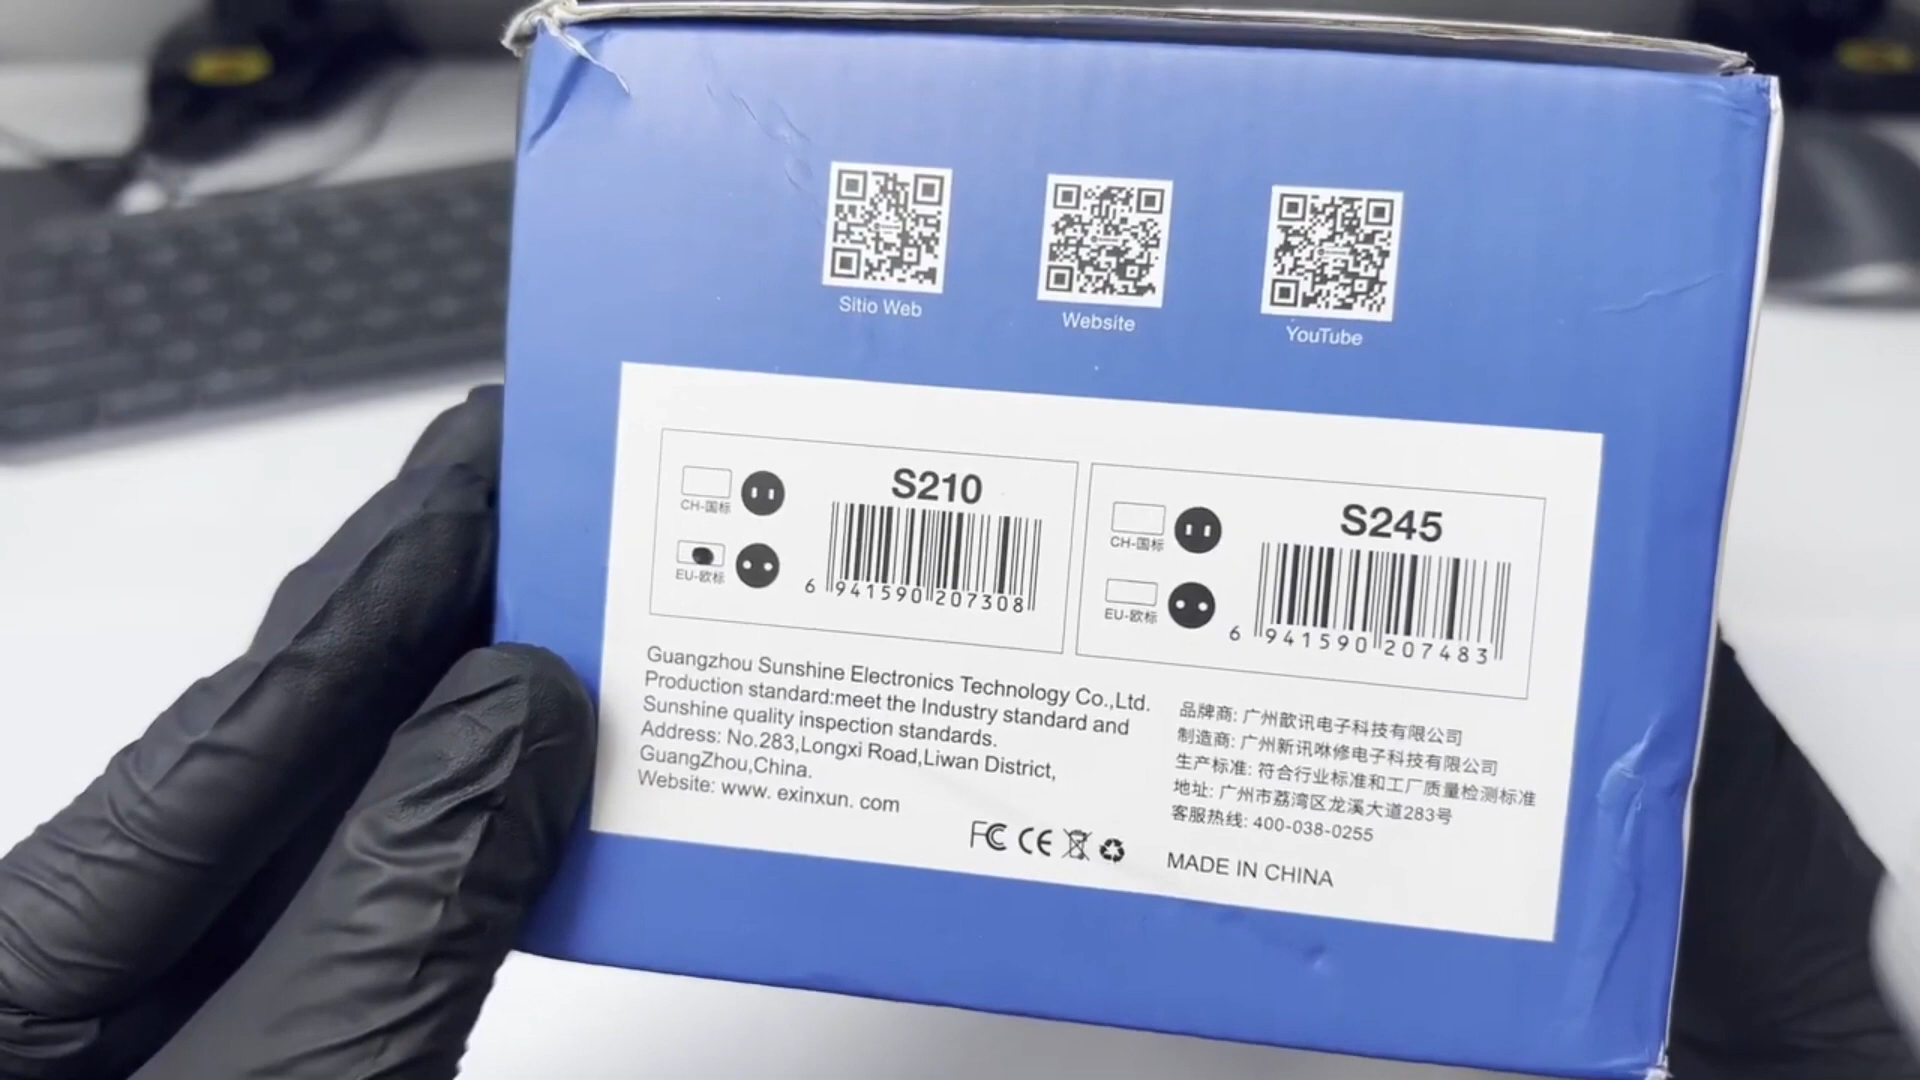 Sitio Web
Website
YouTube
S210
CH-国标
EU-欧标
6 941590 207308
S245
CH-国标
EU-欧标
6 941590 207483
Guangzhou Sunshine Electronics Technology Co.,Ltd.
Production standard:meet the Industry standard and
Sunshine quality inspection standards.
Address: No.283,Longxi Road,Liwan District,
GuangZhou,China.
Website: www. exinxun. com
FC CE
品牌商: 广州歆讯电子科技有限公司
制造商: 广州新讯咻修电子科技有限公司
生产标准: 符合行业标准和工厂质量检测标准
地址: 广州市荔湾区龙溪大道283号
客服热线: 400-038-0255
MADE IN CHINA